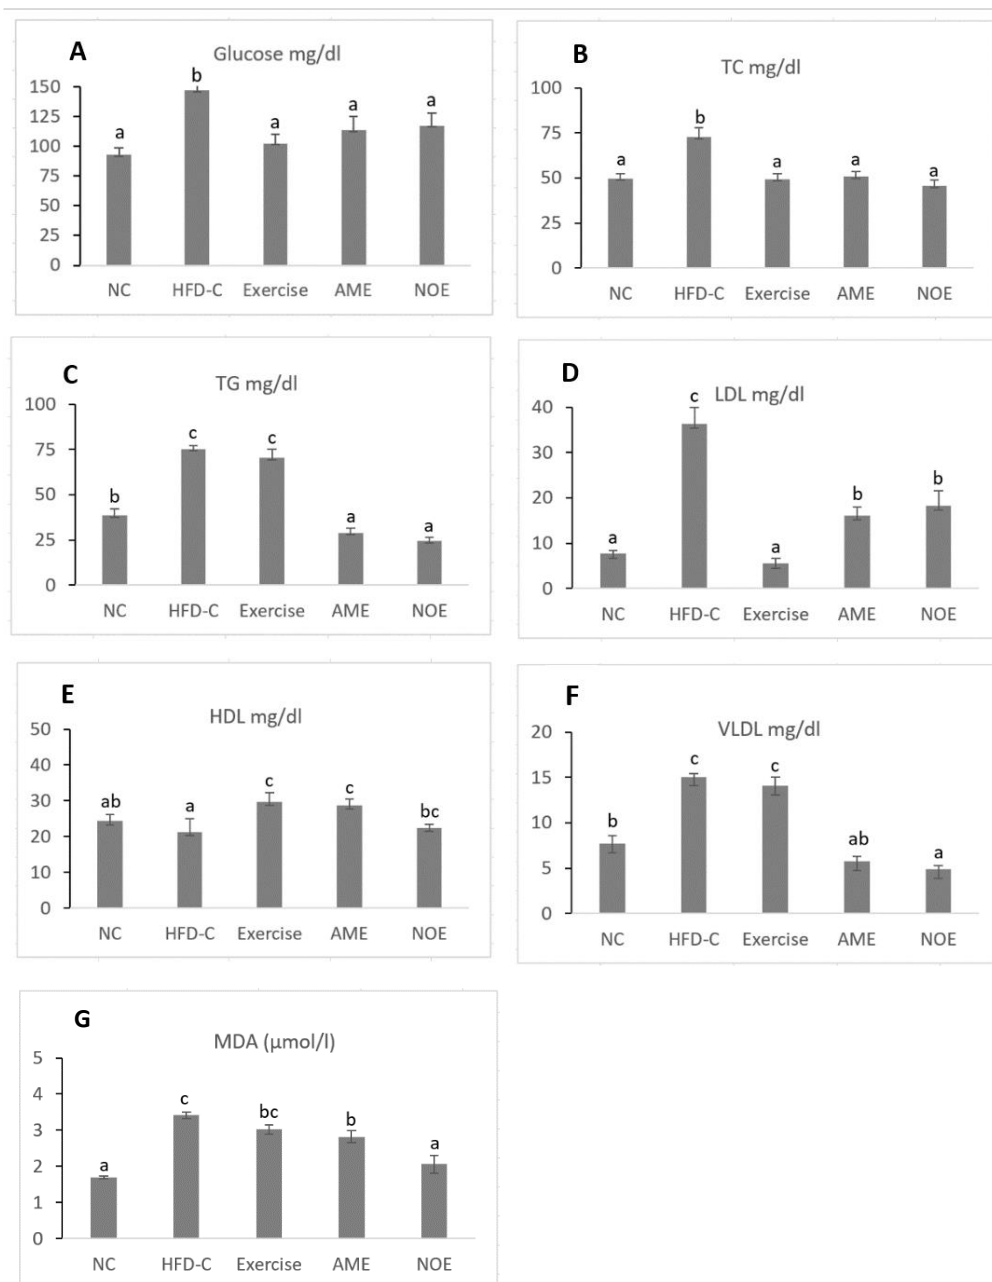 A
Glucose mg/dl
150
125
100
75
50
25
0
a
b
a
a
a
NC HFD-C Exercise AME NOE
B
TC mg/dl
100
75
50
25
0
a
b
a
a
a
NC HFD-C Exercise AME NOE
C
TG mg/dl
100
75
50
25
0
b
c
c
a
a
NC HFD-C Exercise AME NOE
D
LDL mg/dl
40
30
20
10
0
a
c
a
b
b
NC HFD-C Exercise AME NOE
E
HDL mg/dl
50
40
30
20
10
0
ab
a
c
c
bc
NC HFD-C Exercise AME NOE
F
VLDL mg/dl
20
15
10
5
0
b
c
c
ab
a
NC HFD-C Exercise AME NOE
G
MDA (µmol/l)
5
4
3
2
1
0
a
c
bc
b
a
NC HFD-C Exercise AME NOE